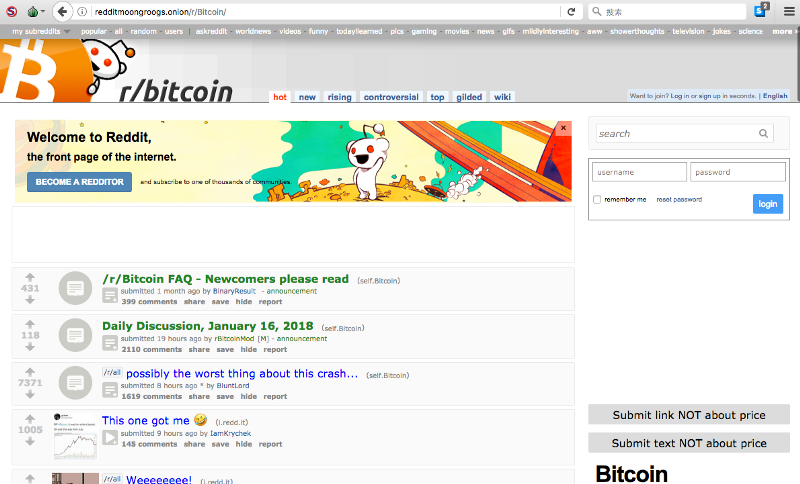 redditmoongroogs.onion/r/Bitcoin/
搜索
my subreddits popular · all · random · users | askreddit · worldnews · videos · funny · todayilearned · pics · gaming · movies · news · gifs · mildlyinteresting · aww · showerthoughts · television · jokes · science more »
r/bitcoin
hot new rising controversial top gilded wiki
Want to join? Log in or sign up in seconds. | English
Welcome to Reddit,
the front page of the internet.
BECOME A REDDITOR and subscribe to one of thousands of communities.
search
username password
remember me reset password login
431
/r/Bitcoin FAQ - Newcomers please read (self.Bitcoin)
submitted 1 month ago by BinaryResult - announcement
399 comments share save hide report
118
Daily Discussion, January 16, 2018 (self.Bitcoin)
submitted 19 hours ago by rBitcoinMod [M] - announcement
2110 comments share save hide report
7371
/r/all possibly the worst thing about this crash... (self.Bitcoin)
submitted 8 hours ago * by BluntLord
1619 comments share save hide report
1005
This one got me 🤣 (i.redd.it)
submitted 9 hours ago by IamKrychek
145 comments share save hide report
/r/all Weeeeeeee! (i.redd.it)
Submit link NOT about price
Submit text NOT about price
Bitcoin